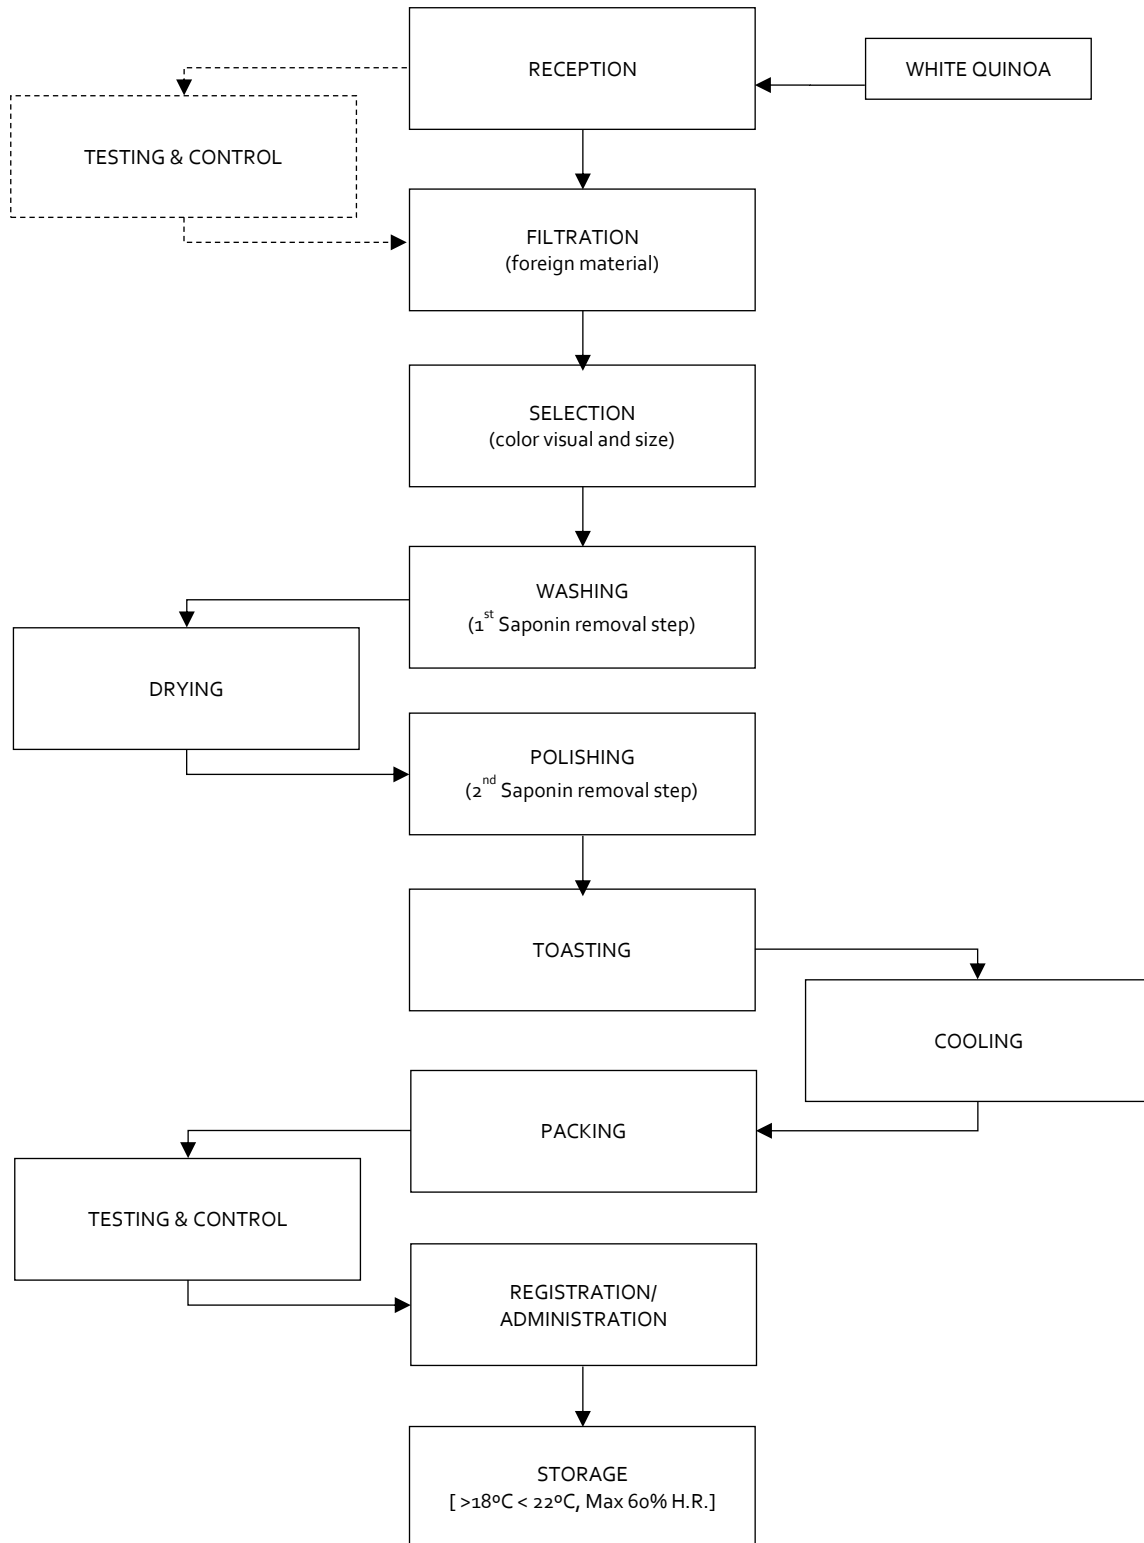 RECEPTION
WHITE QUINOA
TESTING & CONTROL
FILTRATION
(foreign material)
SELECTION
(color visual and size)
WASHING
(1st Saponin removal step)
DRYING
POLISHING
(2nd Saponin removal step)
TOASTING
COOLING
PACKING
TESTING & CONTROL
REGISTRATION/
ADMINISTRATION
STORAGE
[ >18ºC < 22ºC, Max 60% H.R.]